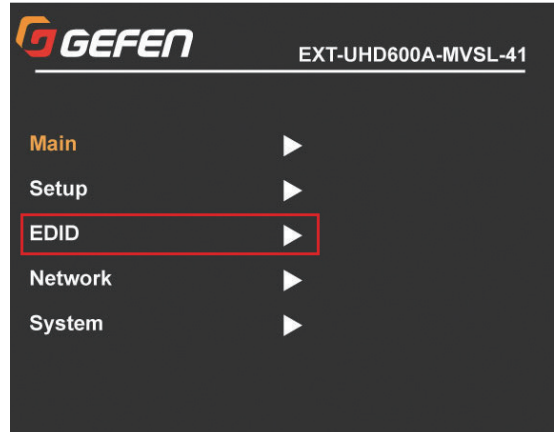 GEFEN
EXT-UHD600A-MVSL-41
Main
Setup
EDID
Network
System